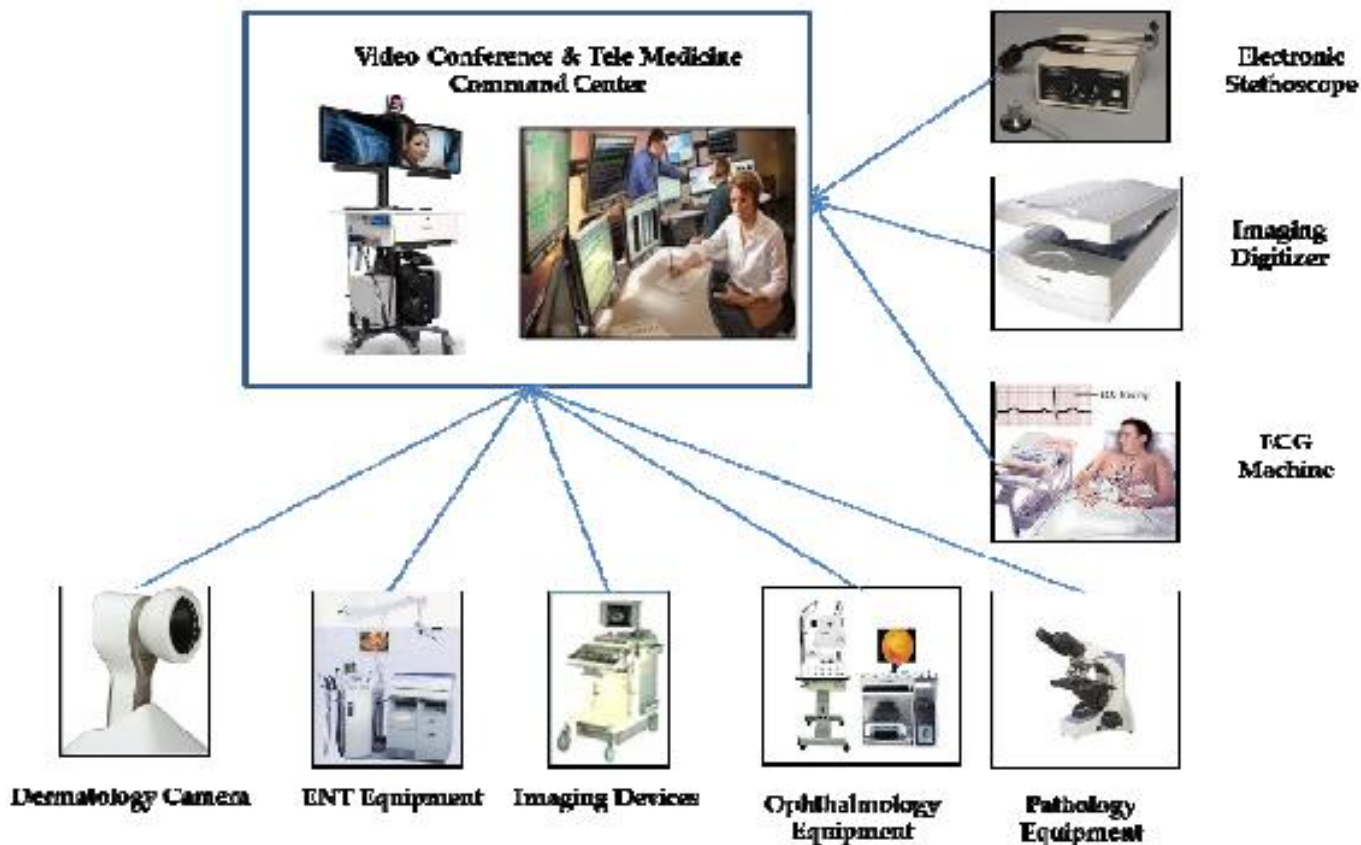 Video Conference & Tele Medicine
Command Center
Electronic
Stethoscope
Imaging
Digitizer
ECG
Machine
Dermatology Camera
ENT Equipment
Imaging Devices
Ophthalmology
Equipment
Pathology
Equipment